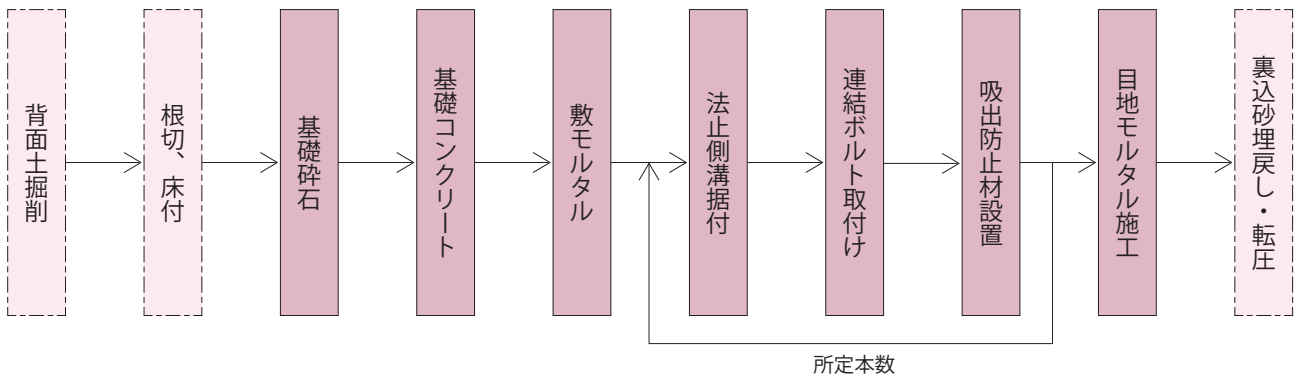 背面土掘削
根切、床付
基礎砕石
基礎コンクリート
敷モルタル
法止側溝据付
連結ボルト取付け
吸出防止材設置
目地モルタル施工
裏込砂埋戻し・転圧
所定本数